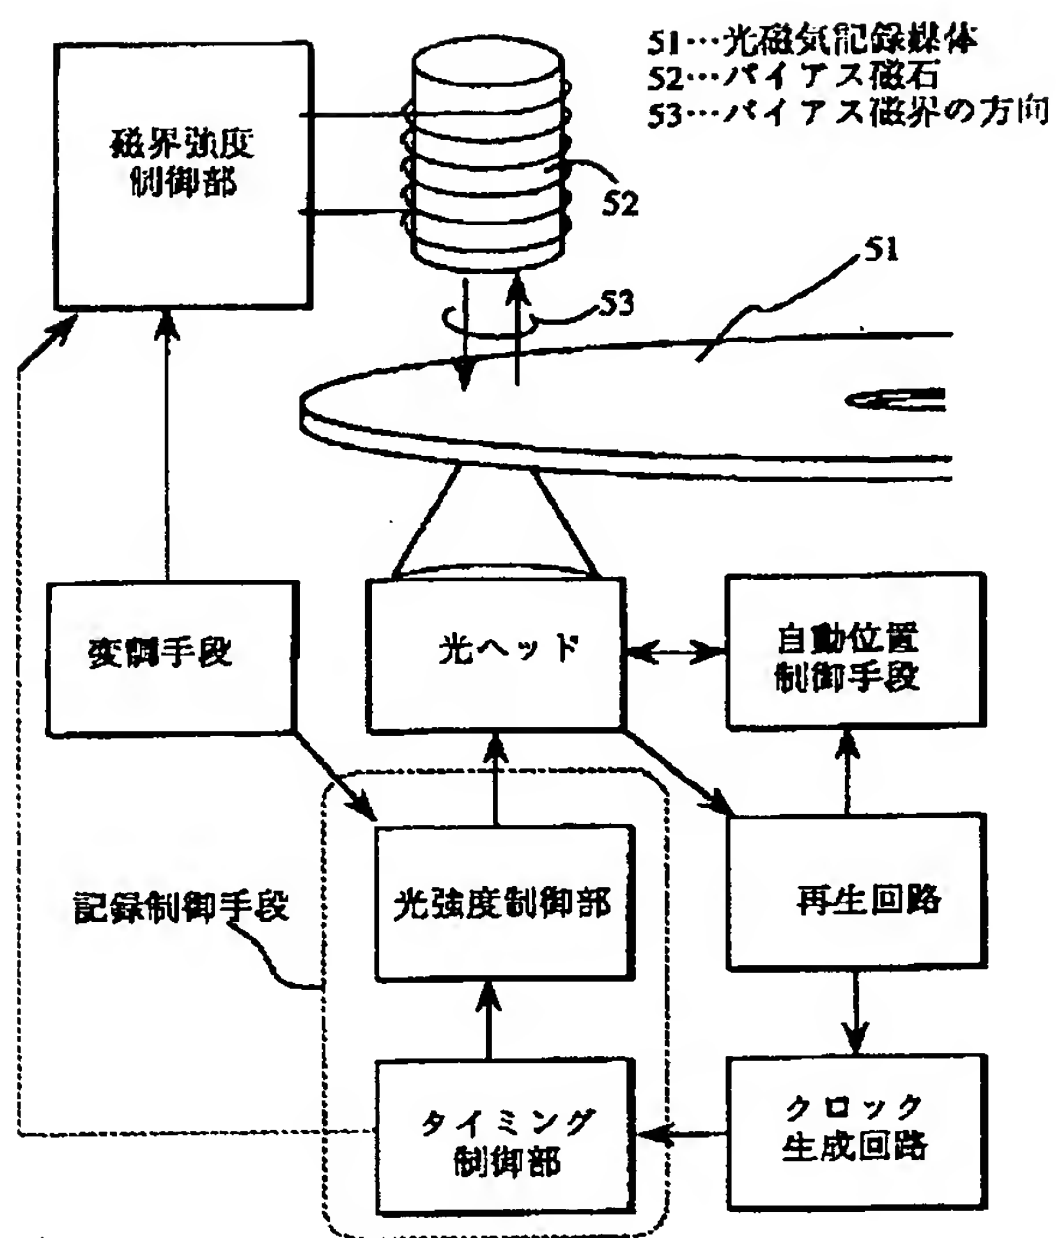 51…光磁気記録媒体
52…バイアス磁石
53…バイアス磁界の方向
磁界強度
制御部
52
51
53
変調手段
光ヘッド
自動位置
制御手段
記録制御手段
光強度制御部
再生回路
タイミング
制御部
クロック
生成回路